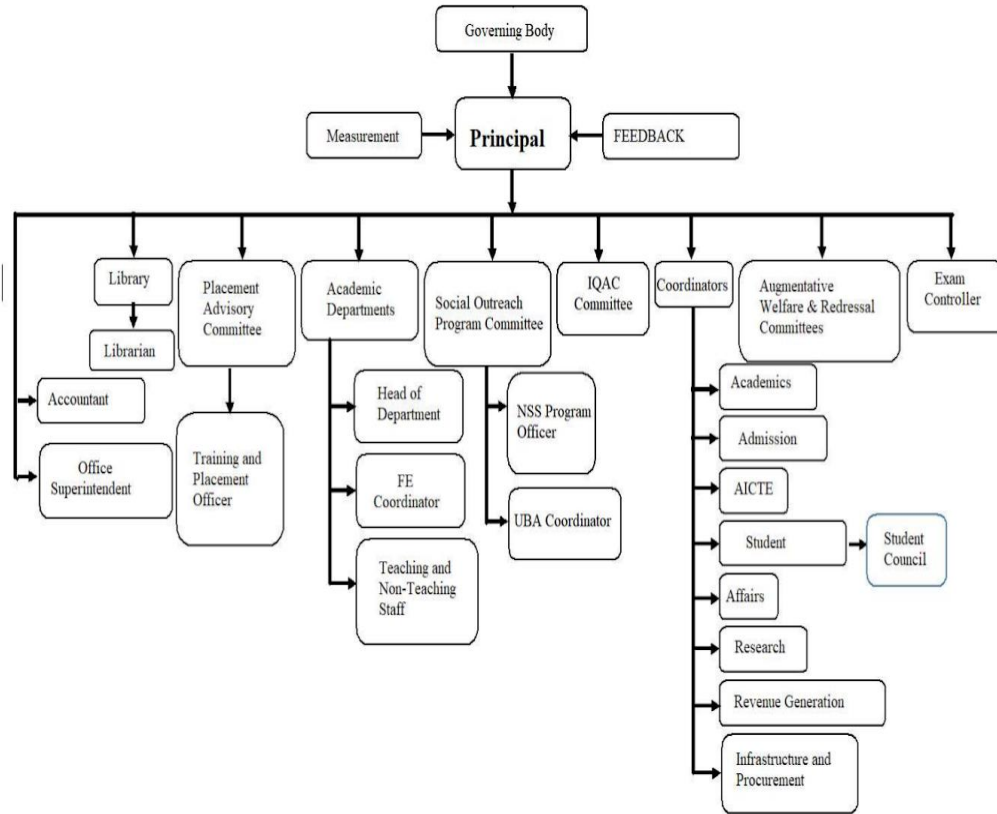 Governing Body
Measurement
Principal
FEEDBACK
Library
Placement
Advisory
Committee
Academic
Departments
Social Outreach
Program Committee
IQAC
Committee
Coordinators
Augmentative
Welfare & Redressal
Committees
Exam
Controller
Librarian
Accountant
Office
Superintendent
Training and
Placement
Officer
Head of
Department
FE
Coordinator
Teaching and
Non-Teaching
Staff
NSS Program
Officer
UBA Coordinator
Academics
Admission
AICTE
Student
Student
Council
Affairs
Research
Revenue Generation
Infrastructure and
Procurement